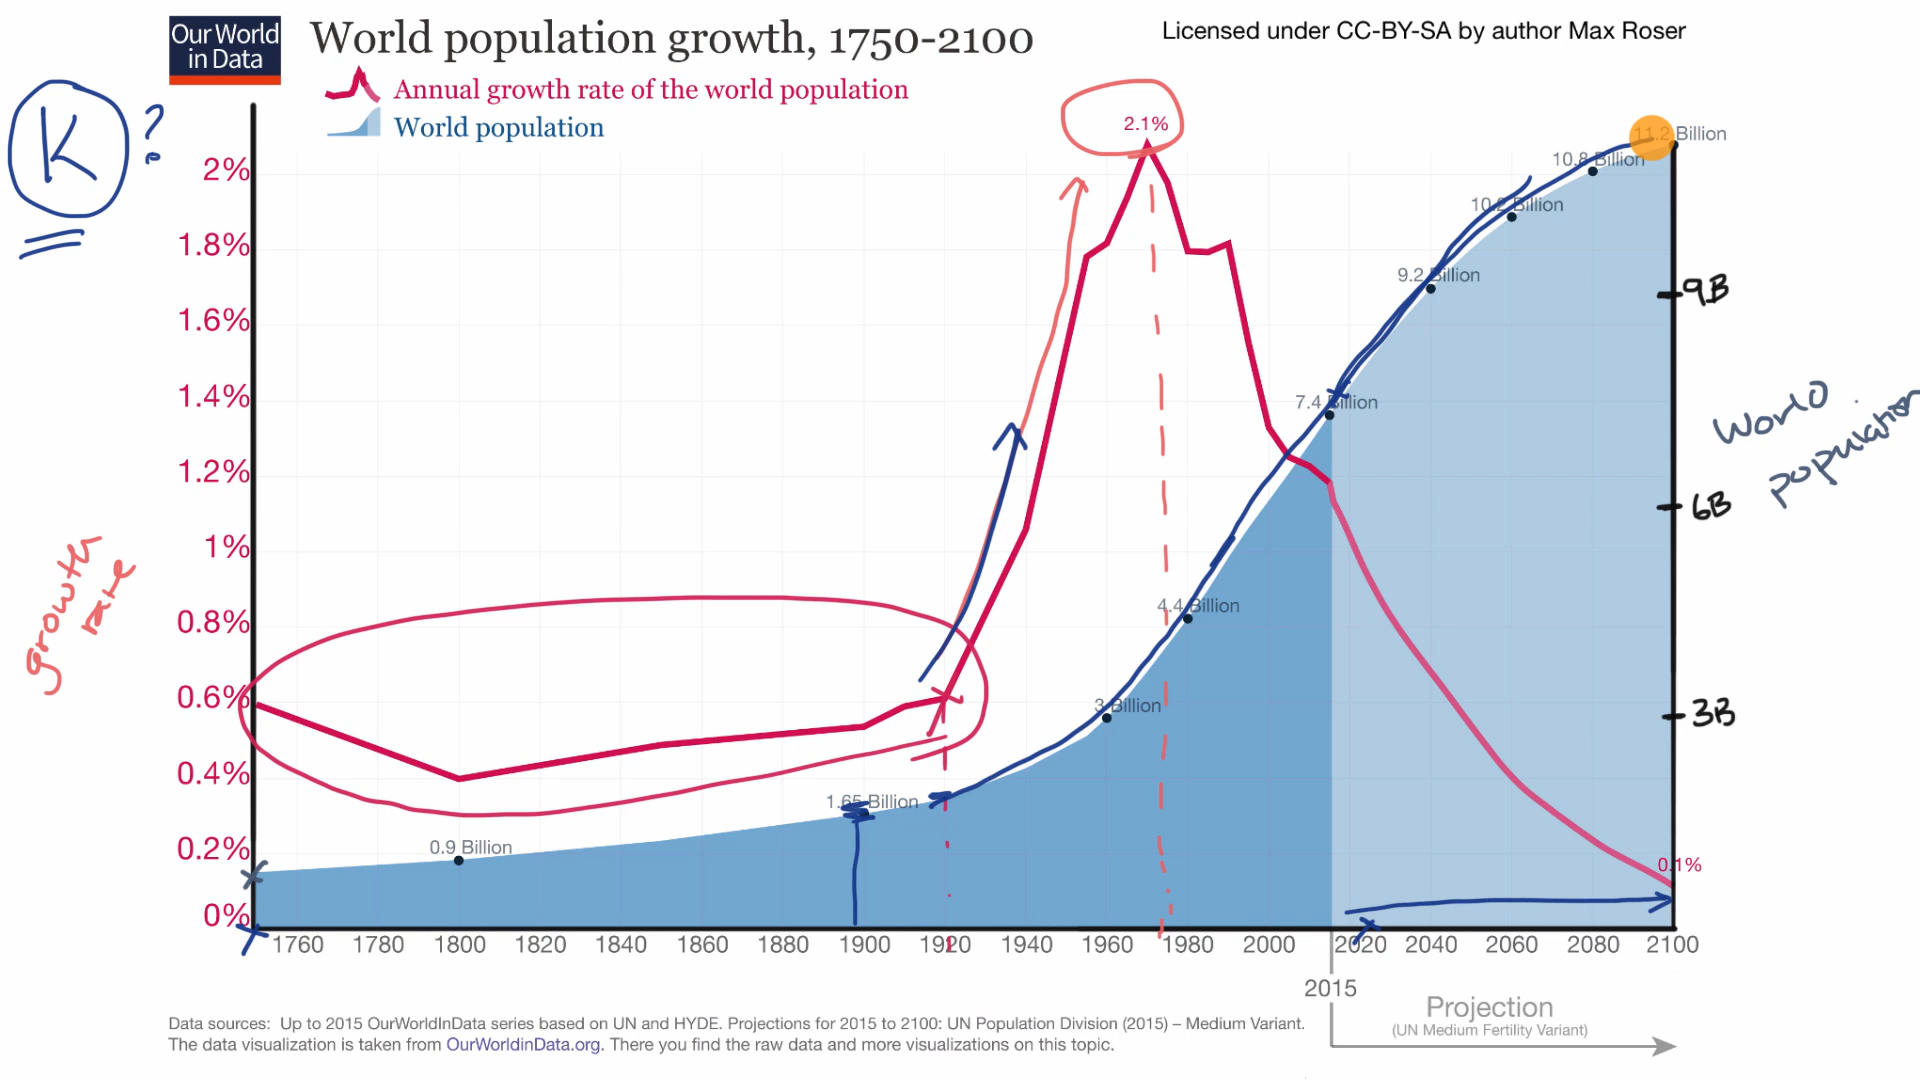 Our World
in Data
World population growth, 1750-2100
Licensed under CC-BY-SA by author Max Roser
Annual growth rate of the world population
World population
K ?
2.1%
11.2 Billion
10.8 Billion
10.2 Billion
9.2 Billion
7.4 Billion
4.4 Billion
3 Billion
1.65 Billion
0.9 Billion
0.1%
2%
1.8%
1.6%
1.4%
1.2%
1%
0.8%
0.6%
0.4%
0.2%
0%
growth
rate
9B
6B
3B
World
population
1760 1780 1800 1820 1840 1860 1880 1900 1920 1940 1960 1980 2000 2020 2040 2060 2080 2100
2015
Projection
(UN Medium Fertility Variant)
Data sources: Up to 2015 OurWorldInData series based on UN and HYDE. Projections for 2015 to 2100: UN Population Division (2015) – Medium Variant.
The data visualization is taken from OurWorldinData.org. There you find the raw data and more visualizations on this topic.